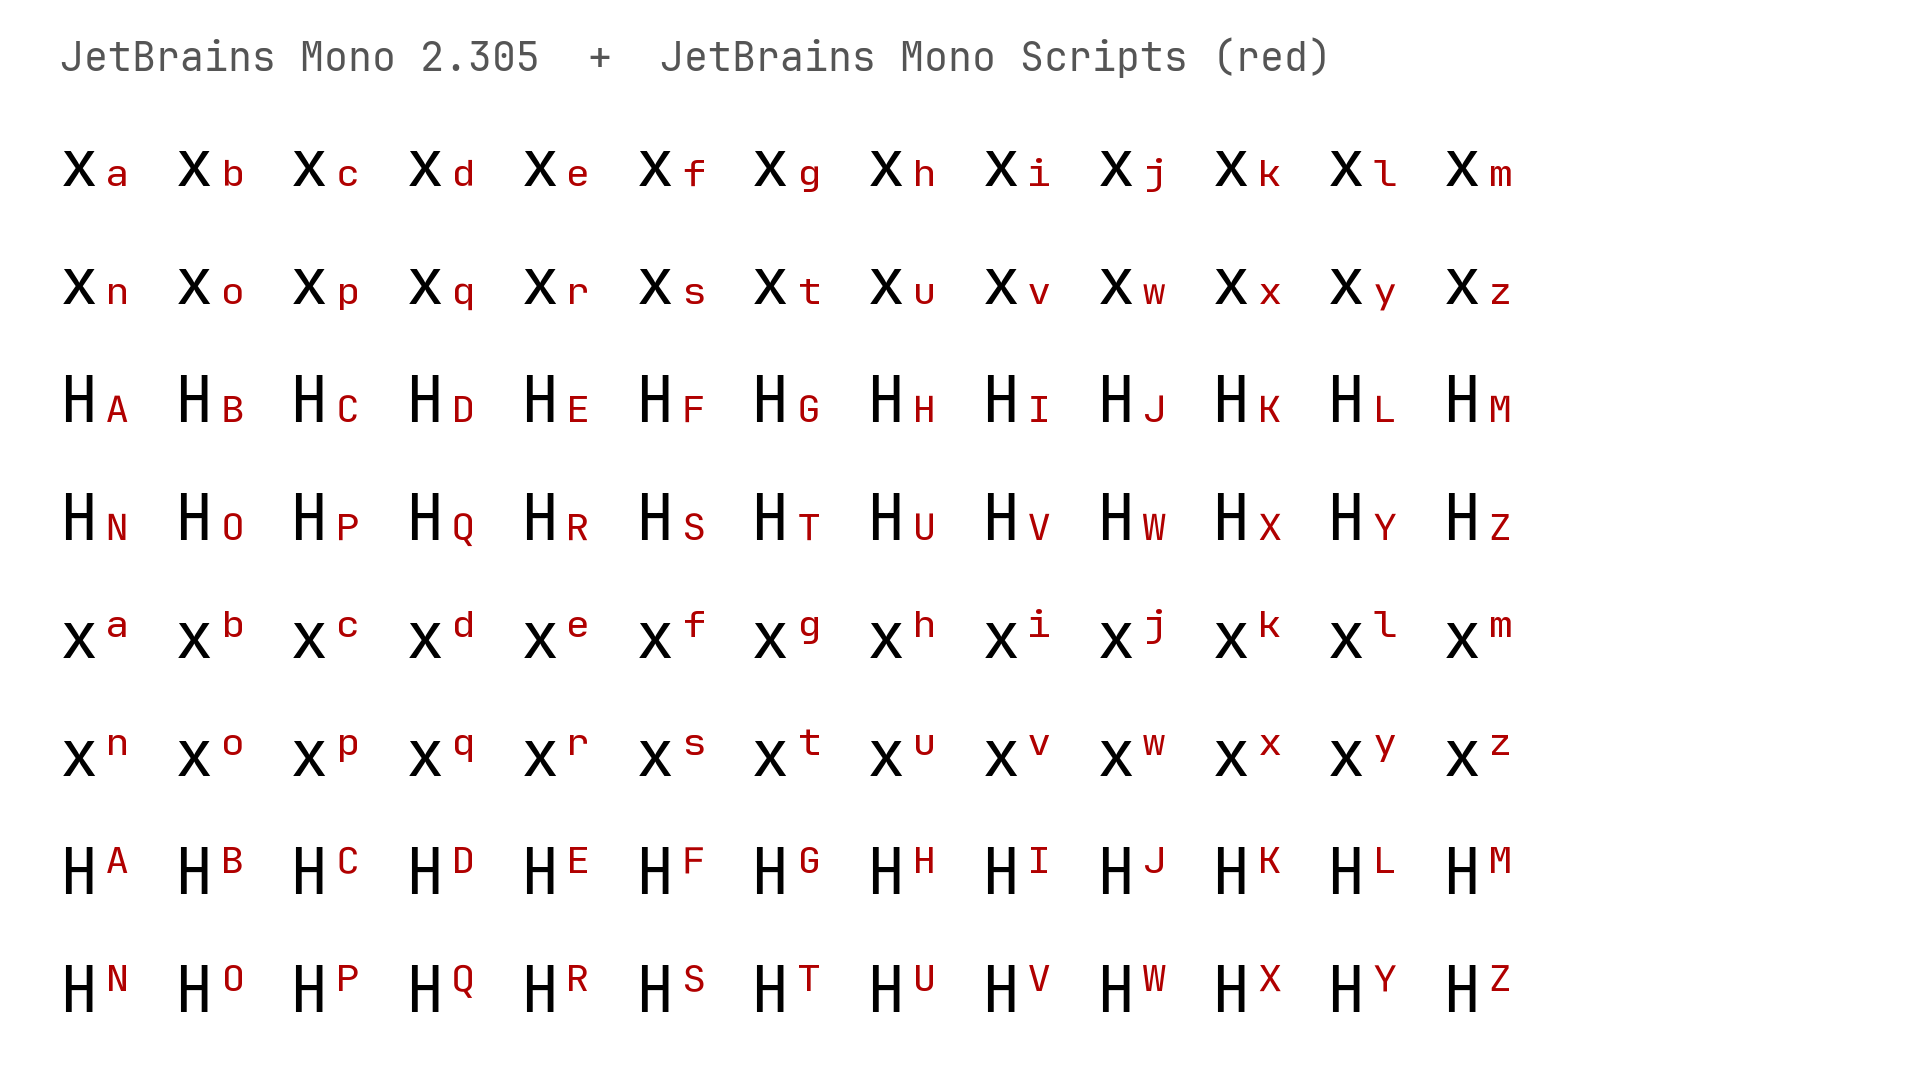 JetBrains Mono 2.305  +  JetBrains Mono Scripts (red)
xa xb xc xd xe xf xg xh xi xj xk xl xm
xn xo xp xq xr xs xt xu xv xw xx xy xz
HA HB HC HD HE HF HG HH HI HJ HK HL HM
HN HO HP HQ HR HS HT HU HV HW HX HY HZ
xa xb xc xd xe xf xg xh xi xj xk xl xm
xn xo xp xq xr xs xt xu xv xw xx xy xz
HA HB HC HD HE HF HG HH HI HJ HK HL HM
HN HO HP HQ HR HS HT HU HV HW HX HY HZ